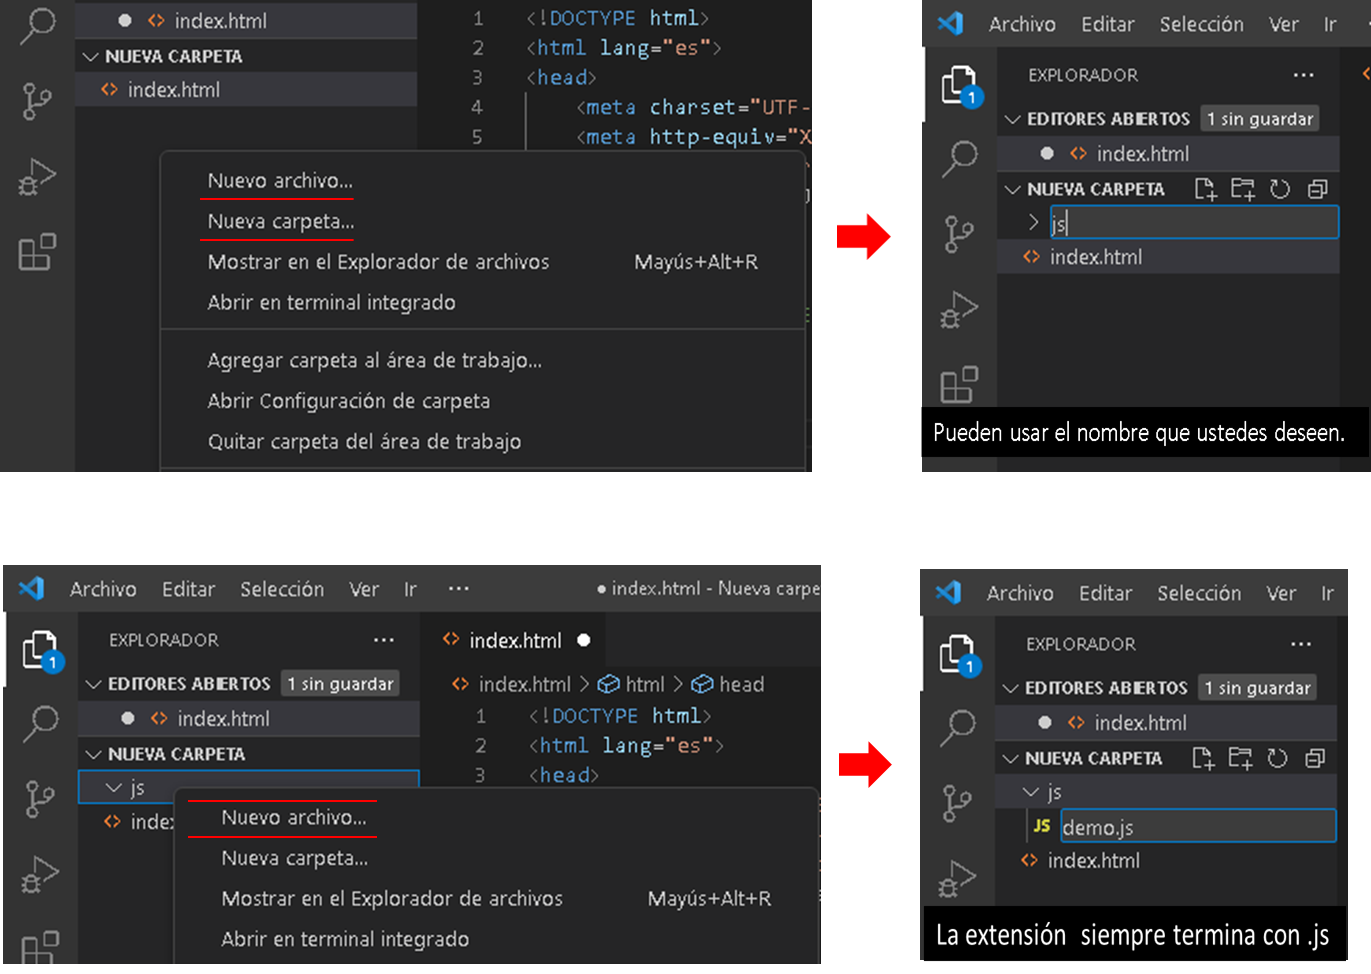 index.html
NUEVA CARPETA
index.html
1 <!DOCTYPE html>
2 <html lang="es">
3 <head>
4 <meta charset="UTF-
5 <meta http-equiv="X
Nuevo archivo...
Nueva carpeta...
Mostrar en el Explorador de archivos Mayús+Alt+R
Abrir en terminal integrado
Agregar carpeta al área de trabajo...
Abrir Configuración de carpeta
Quitar carpeta del área de trabajo
Archivo Editar Selección Ver Ir
EXPLORADOR ...
1
EDITORES ABIERTOS 1 sin guardar
index.html
NUEVA CARPETA
js
index.html
Pueden usar el nombre que ustedes deseen.
Archivo Editar Selección Ver Ir ... ● index.html - Nueva carpe
EXPLORADOR ... index.html
1
EDITORES ABIERTOS 1 sin guardar index.html > html > head
index.html 1 <!DOCTYPE html>
NUEVA CARPETA 2 <html lang="es">
js 3 <head>
inde
Nuevo archivo...
Nueva carpeta...
Mostrar en el Explorador de archivos Mayús+Alt+R
Abrir en terminal integrado
Archivo Editar Selección Ver Ir
EXPLORADOR ...
1
EDITORES ABIERTOS 1 sin guardar
index.html
NUEVA CARPETA
js
JS demo.js
index.html
La extensión siempre termina con .js